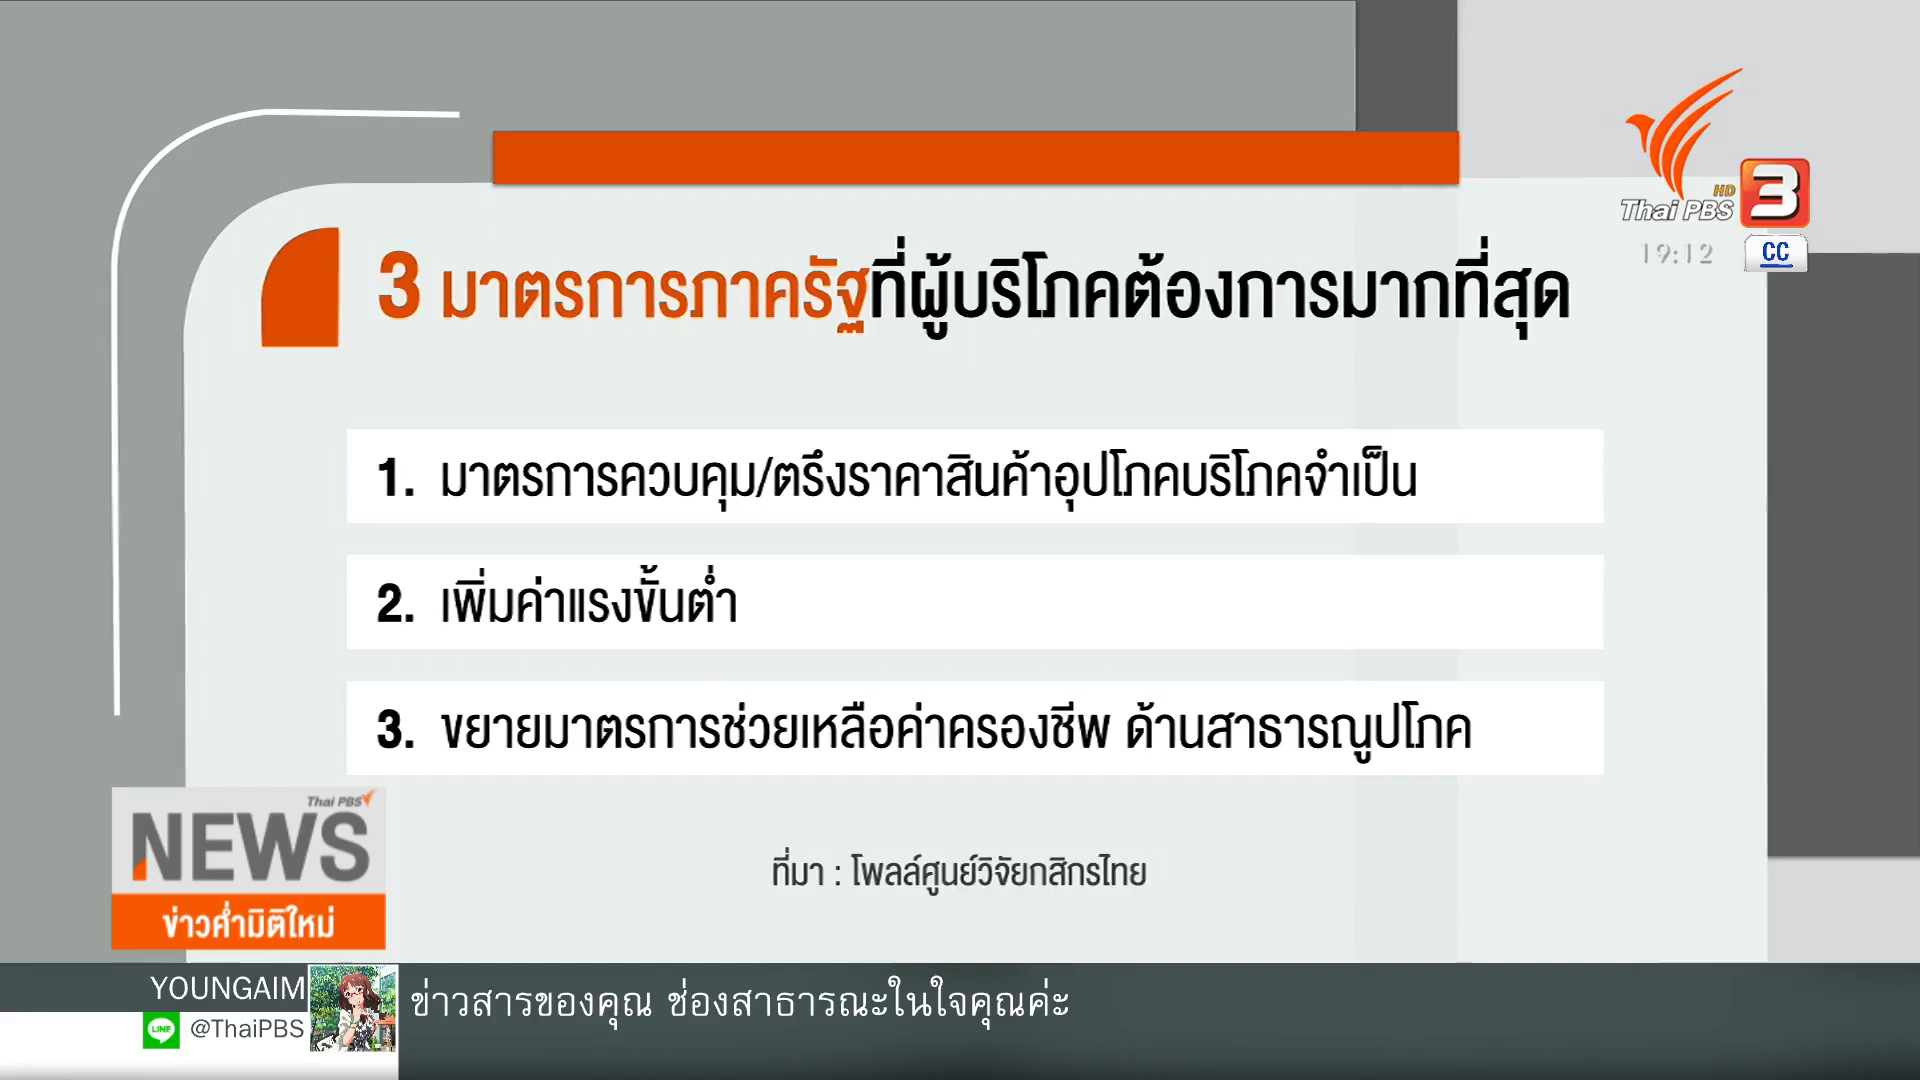 3 มาตรการภาครัฐที่ผู้บริโภคต้องการมากที่สุด
HD
Thai PBS
3
19:12
CC
1. มาตรการควบคุม/ตรึงราคาสินค้าอุปโภคบริโภคจำเป็น
2. เพิ่มค่าแรงขั้นต่ำ
3. ขยายมาตรการช่วยเหลือค่าครองชีพ ด้านสาธารณูปโภค
ที่มา : โพลล์ศูนย์วิจัยกสิกรไทย
Thai PBS
NEWS
ข่าวค่ำมิติใหม่
YOUNGAIM
LINE @ThaiPBS
ข่าวสารของคุณ ช่องสาธารณะในใจคุณค่ะ